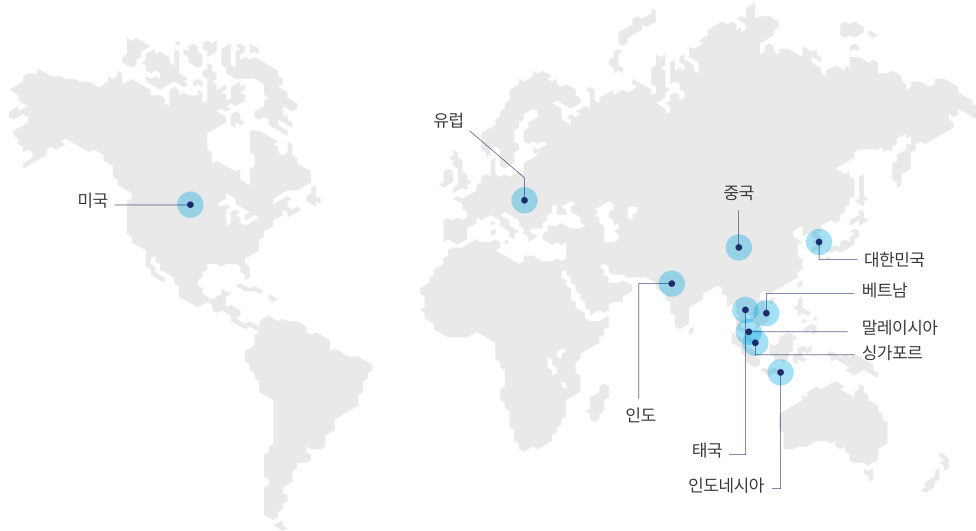 유럽
미국
중국
대한민국
베트남
말레이시아
싱가포르
인도
태국
인도네시아